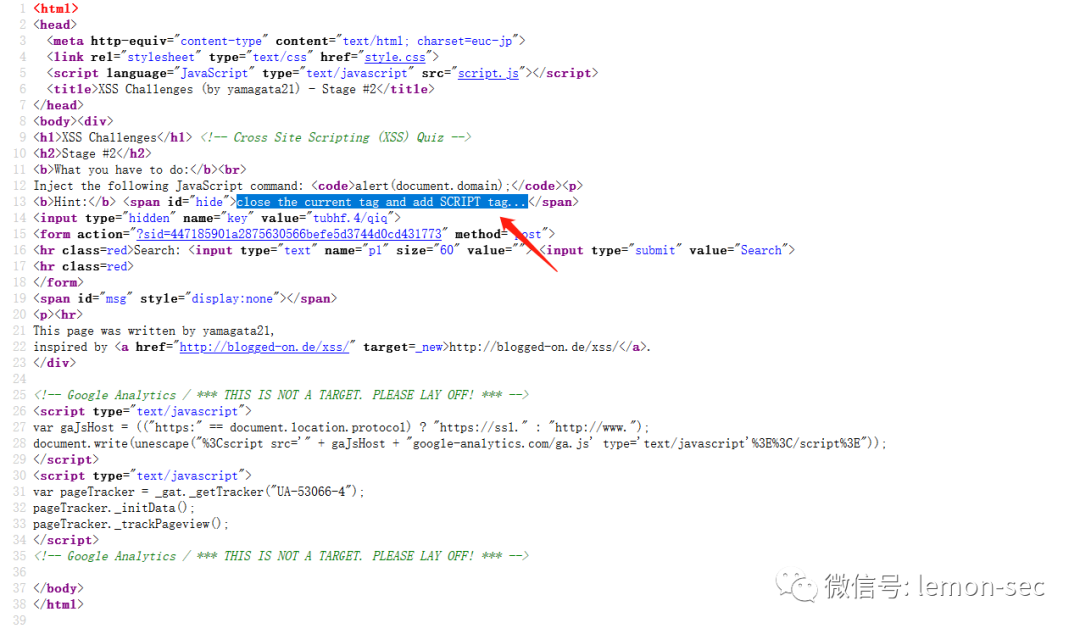 1 <html>
2 <head>
3 <meta http-equiv="content-type" content="text/html; charset=euc-jp">
4 <link rel="stylesheet" type="text/css" href="style.css">
5 <script language="JavaScript" type="text/javascript" src="script.js"></script>
6 <title>XSS Challenges (by yamagata21) - Stage #2</title>
7 </head>
8 <body><div>
9 <h1>XSS Challenges</h1> <!-- Cross Site Scripting (XSS) Quiz -->
10 <h2>Stage #2</h2>
11 <b>What you have to do:</b><br>
12 Inject the following JavaScript command: <code>alert(document.domain);</code><p>
13 <b>Hint:</b> <span id="hide">close the current tag and add SCRIPT tag...</span>
14 <input type="hidden" name="key" value="tubhf.4/qiq">
15 <form action="?sid=447185901a2875630566befe5d3744d0cd431773" method="post">
16 <hr class=red>Search: <input type="text" name="p1" size="60" value=""> <input type="submit" value="Search">
17 <hr class=red>
18 </form>
19 <span id="msg" style="display:none"></span>
20 <p><hr>
21 This page was written by yamagata21,
22 inspired by <a href="http://blogged-on.de/xss/" target=_new>http://blogged-on.de/xss/</a>.
23 </div>
24
25 <!-- Google Analytics / *** THIS IS NOT A TARGET. PLEASE LAY OFF! *** -->
26 <script type="text/javascript">
27 var gaJsHost = (("https:" == document.location.protocol) ? "https://ssl." : "http://www.");
28 document.write(unescape("%3Cscript src='" + gaJsHost + "google-analytics.com/ga.js' type='text/javascript'%3E%3C/script%3E"));
29 </script>
30 <script type="text/javascript">
31 var pageTracker = _gat._getTracker("UA-53066-4");
32 pageTracker._initData();
33 pageTracker._trackPageview();
34 </script>
35 <!-- Google Analytics / *** THIS IS NOT A TARGET. PLEASE LAY OFF! *** -->
36
37 </body>
38 </html>
39
微信号: lemon-sec